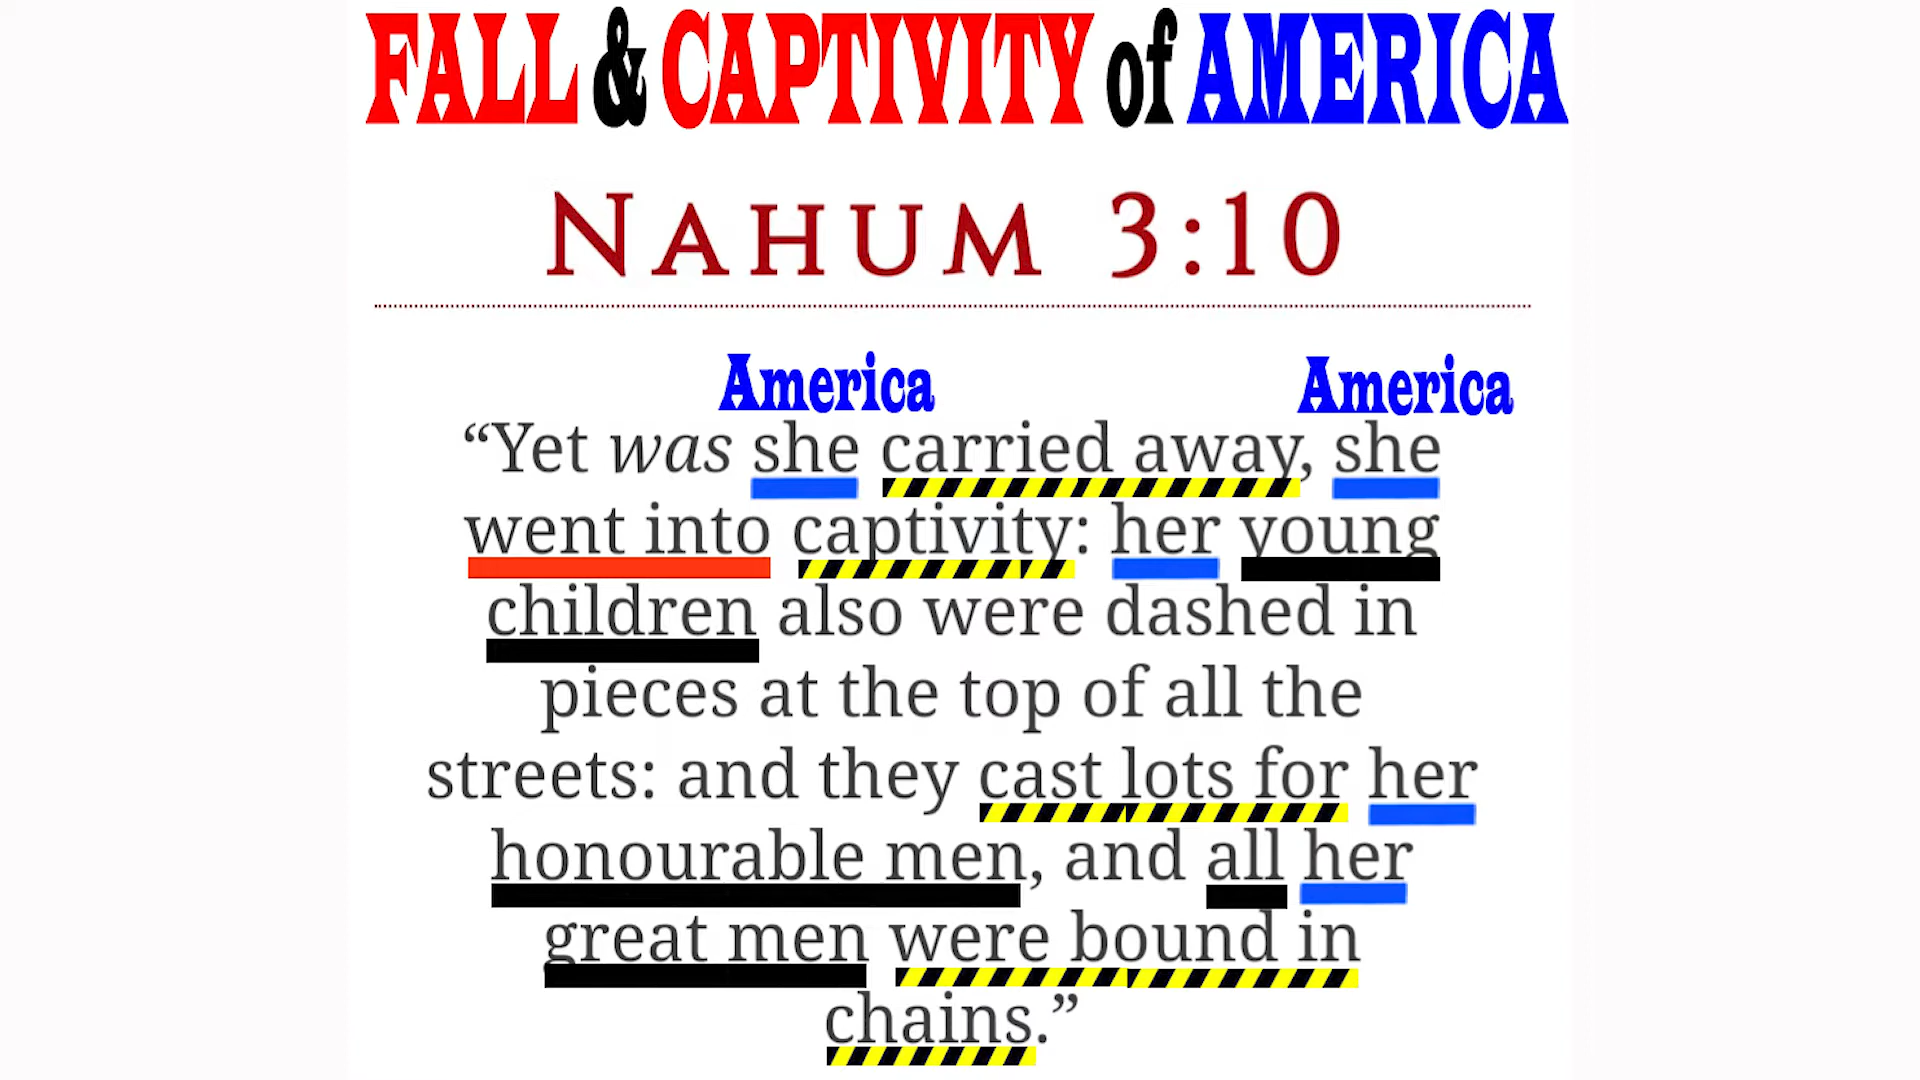 FALL & CAPTIVITY of AMERICA
NAHUM 3:10
America America
“Yet was she carried away, she
went into captivity: her young
children also were dashed in
pieces at the top of all the
streets: and they cast lots for her
honourable men, and all her
great men were bound in
chains.”